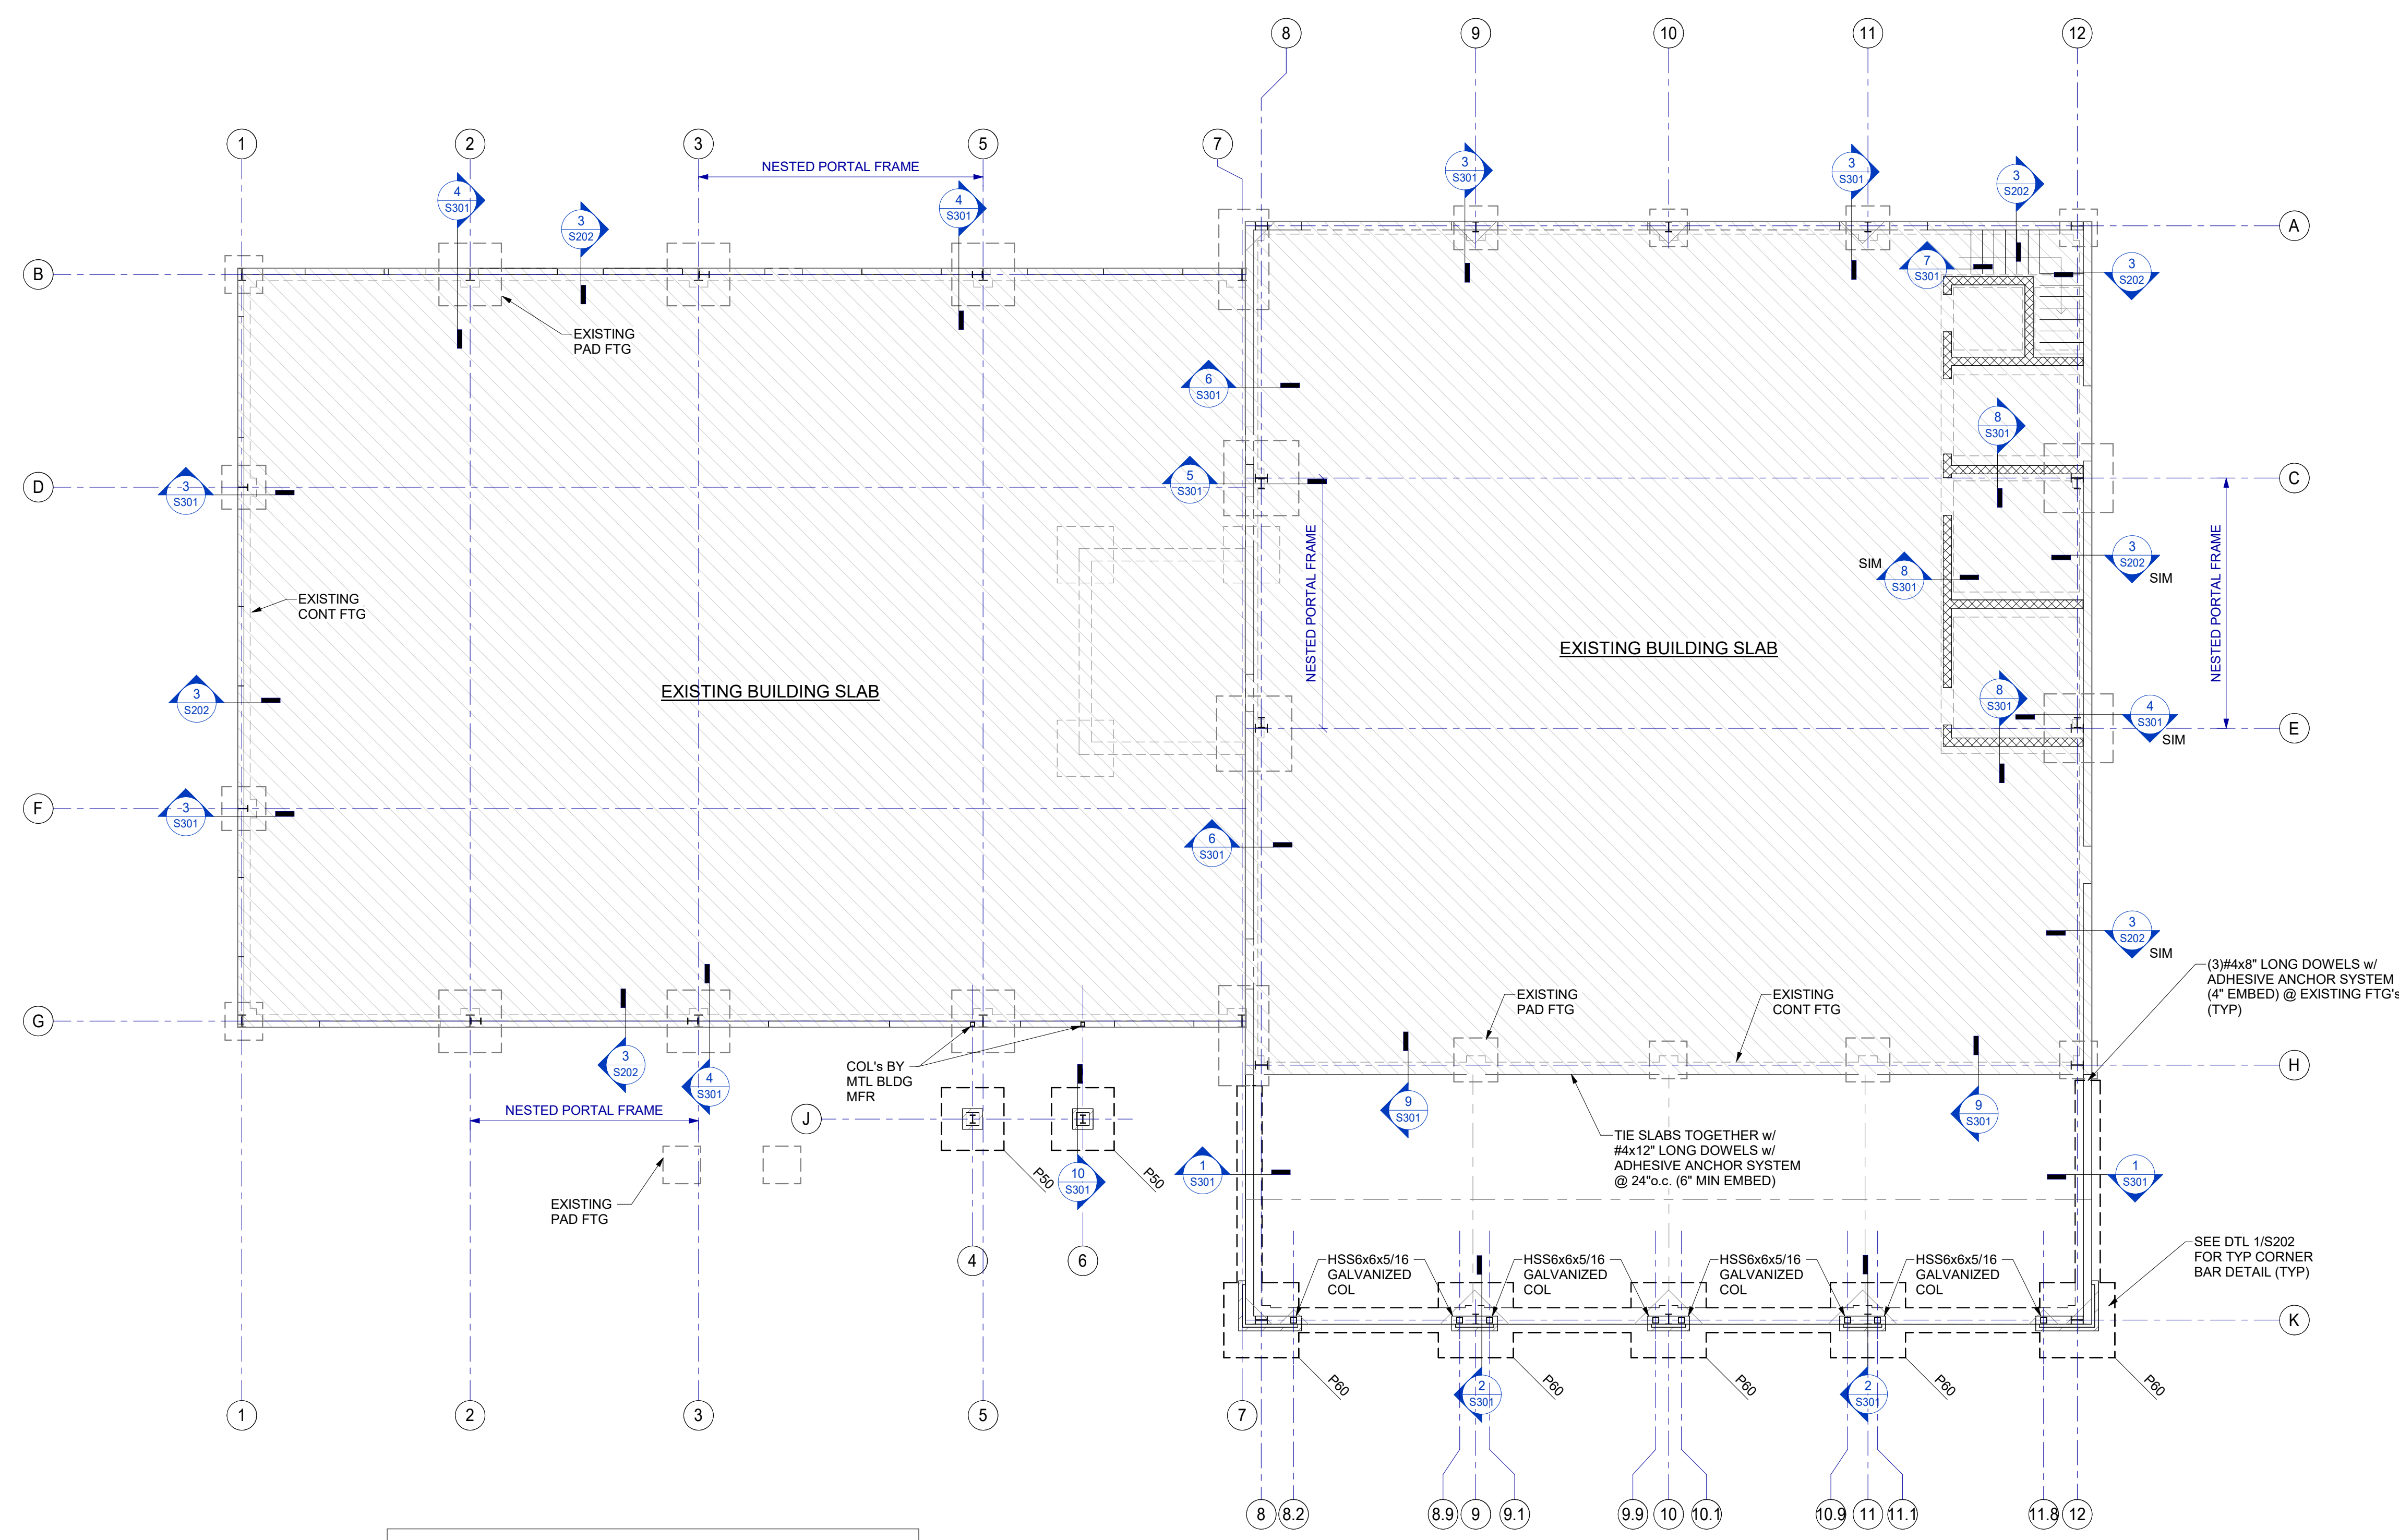 8
9
10
11
12
1
2
3
5
7
NESTED PORTAL FRAME
3
S301
3
S301
3
S202
4
S301
4
S301
3
S202
A
B
7
S301
3
S202
EXISTING
PAD FTG
6
S301
8
S301
D
3
S301
5
S301
C
NESTED PORTAL FRAME
NESTED PORTAL FRAME
SIM
8
S301
3
S202
SIM
EXISTING
CONT FTG
EXISTING BUILDING SLAB
EXISTING BUILDING SLAB
3
S202
8
S301
4
S301
SIM
E
F
3
S301
6
S301
3
S202
SIM
(3)#4x8" LONG DOWELS w/
ADHESIVE ANCHOR SYSTEM
(4" EMBED) @ EXISTING FTG's
(TYP)
G
EXISTING
PAD FTG
EXISTING
CONT FTG
3
S202
4
S301
COL's BY
MTL BLDG
MFR
H
9
S301
9
S301
NESTED PORTAL FRAME
J
TIE SLABS TOGETHER w/
#4x12" LONG DOWELS w/
ADHESIVE ANCHOR SYSTEM
@ 24"o.c. (6" MIN EMBED)
P50
P50
10
S301
1
S301
1
S301
EXISTING
PAD FTG
4
6
HSS6x6x5/16
GALVANIZED
COL
HSS6x6x5/16
GALVANIZED
COL
HSS6x6x5/16
GALVANIZED
COL
HSS6x6x5/16
GALVANIZED
COL
SEE DTL 1/S202
FOR TYP CORNER
BAR DETAIL (TYP)
K
P60
P60
P60
P60
P60
2
S301
2
S301
1
2
3
5
7
8
8.2
8.9
9
9.1
9.9
10
10.1
10.9
11
11.1
11.8
12